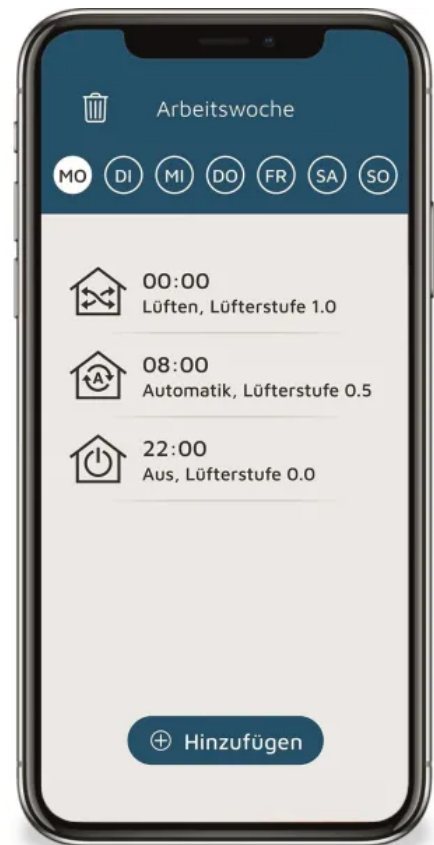 Arbeitswoche
MO DI MI DO FR SA SO
00:00
Lüften, Lüfterstufe 1.0
A
08:00
Automatik, Lüfterstufe 0.5
22:00
Aus, Lüfterstufe 0.0
Hinzufügen